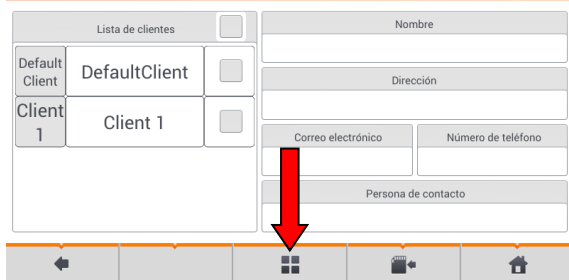 Lista de clientes
Default
Client
DefaultClient
Client
1
Client 1
Nombre
Dirección
Correo electrónico
Número de teléfono
Persona de contacto